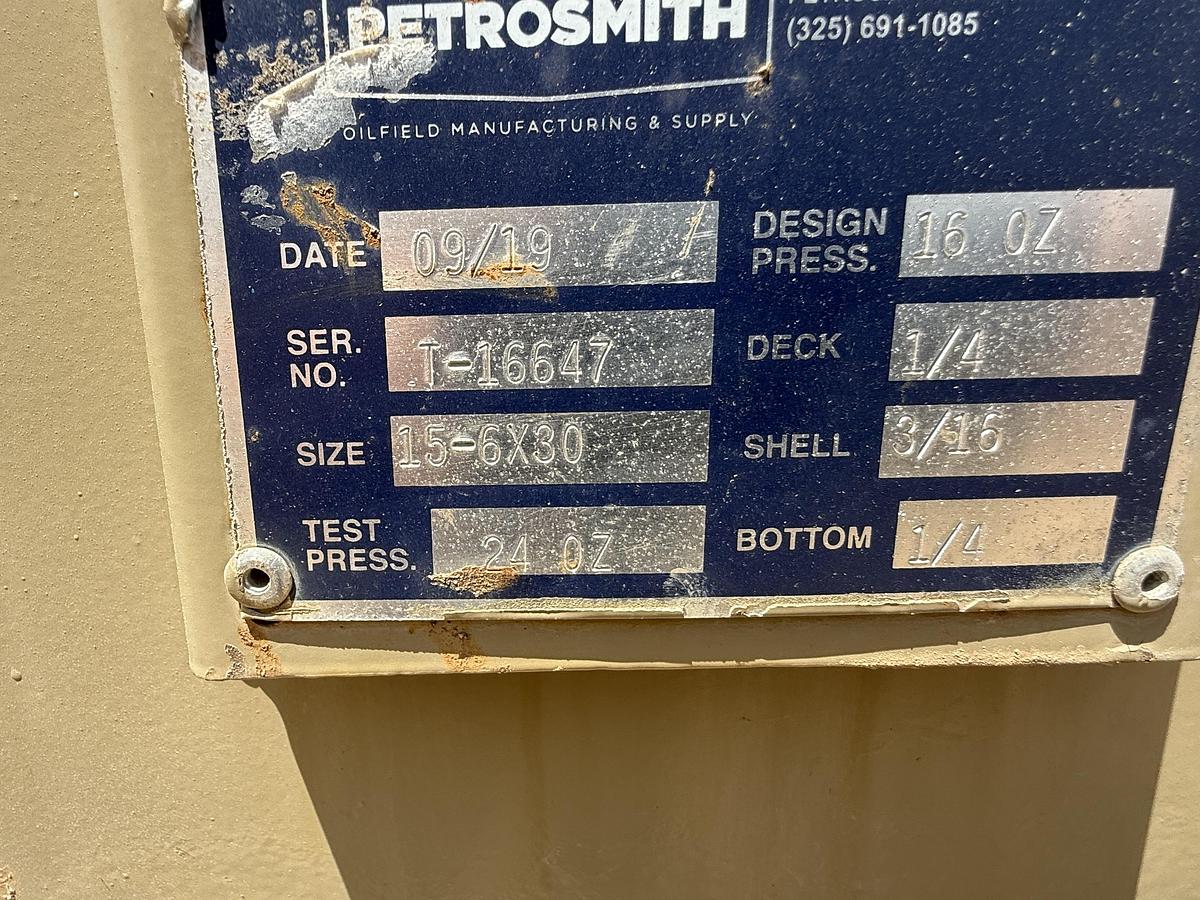 PETROSMITH
(325) 691-1085
OILFIELD MANUFACTURING & SUPPLY
DATE 09/19
DESIGN PRESS. 16 OZ
SER. NO. T-16647
DECK 1/4
SIZE 15-6X30
SHELL 3/16
TEST PRESS. 24 OZ
BOTTOM 1/4